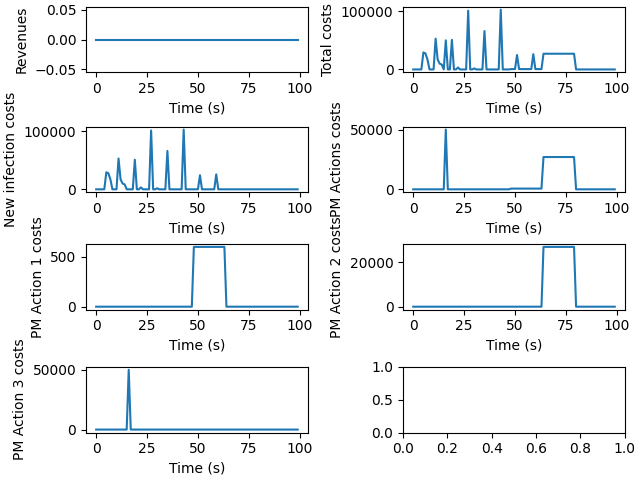 Revenues
0.05
0.00
−0.05
0 25 50 75 100
Time (s)
Total costs
100000
0
0 25 50 75 100
Time (s)
New infection costs
100000
0
0 25 50 75 100
Time (s)
PM Actions costs
50000
0
0 25 50 75 100
Time (s)
PM Action 1 costs
500
0
0 25 50 75 100
Time (s)
PM Action 2 costs
20000
0
0 25 50 75 100
Time (s)
PM Action 3 costs
50000
0
0 25 50 75 100
Time (s)
1.0
0.5
0.0
0.0 0.2 0.4 0.6 0.8 1.0